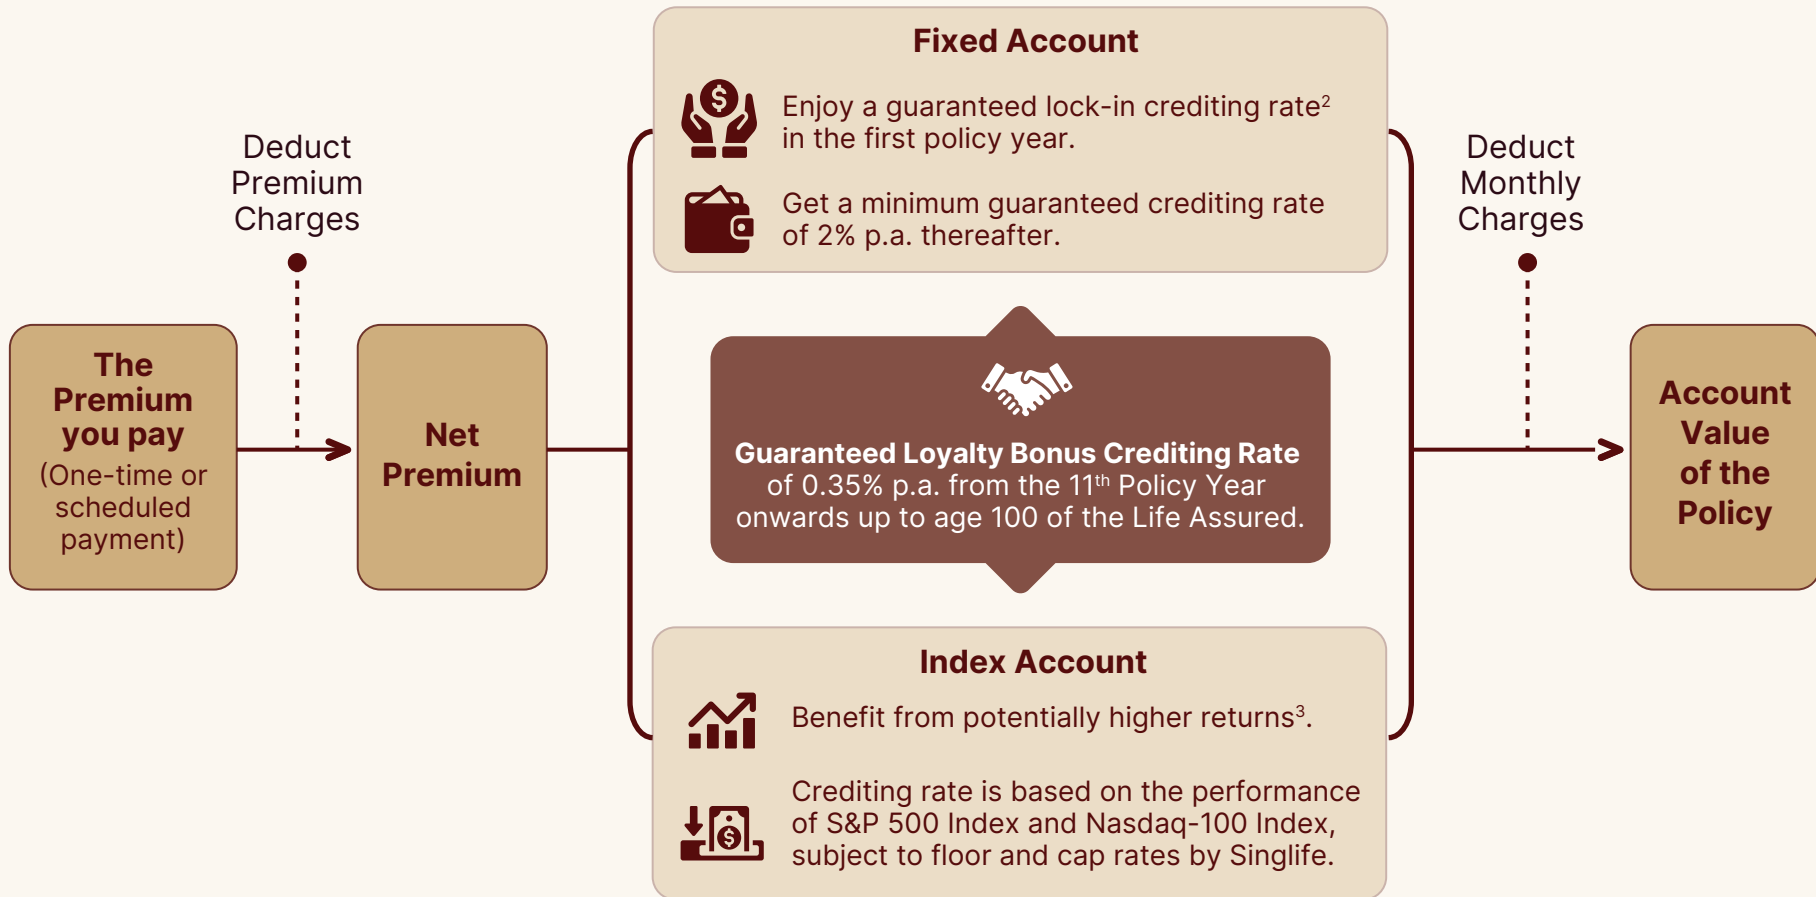 The
Premium
you pay
(One-time or
scheduled
payment)
Deduct
Premium
Charges
Net
Premium
Fixed Account
Enjoy a guaranteed lock-in crediting rate²
in the first policy year.
Get a minimum guaranteed crediting rate
of 2% p.a. thereafter.
Guaranteed Loyalty Bonus Crediting Rate
of 0.35% p.a. from the 11ᵗʰ Policy Year
onwards up to age 100 of the Life Assured.
Index Account
Benefit from potentially higher returns³.
Crediting rate is based on the performance
of S&P 500 Index and Nasdaq-100 Index,
subject to floor and cap rates by Singlife.
Deduct
Monthly
Charges
Account
Value
of the
Policy